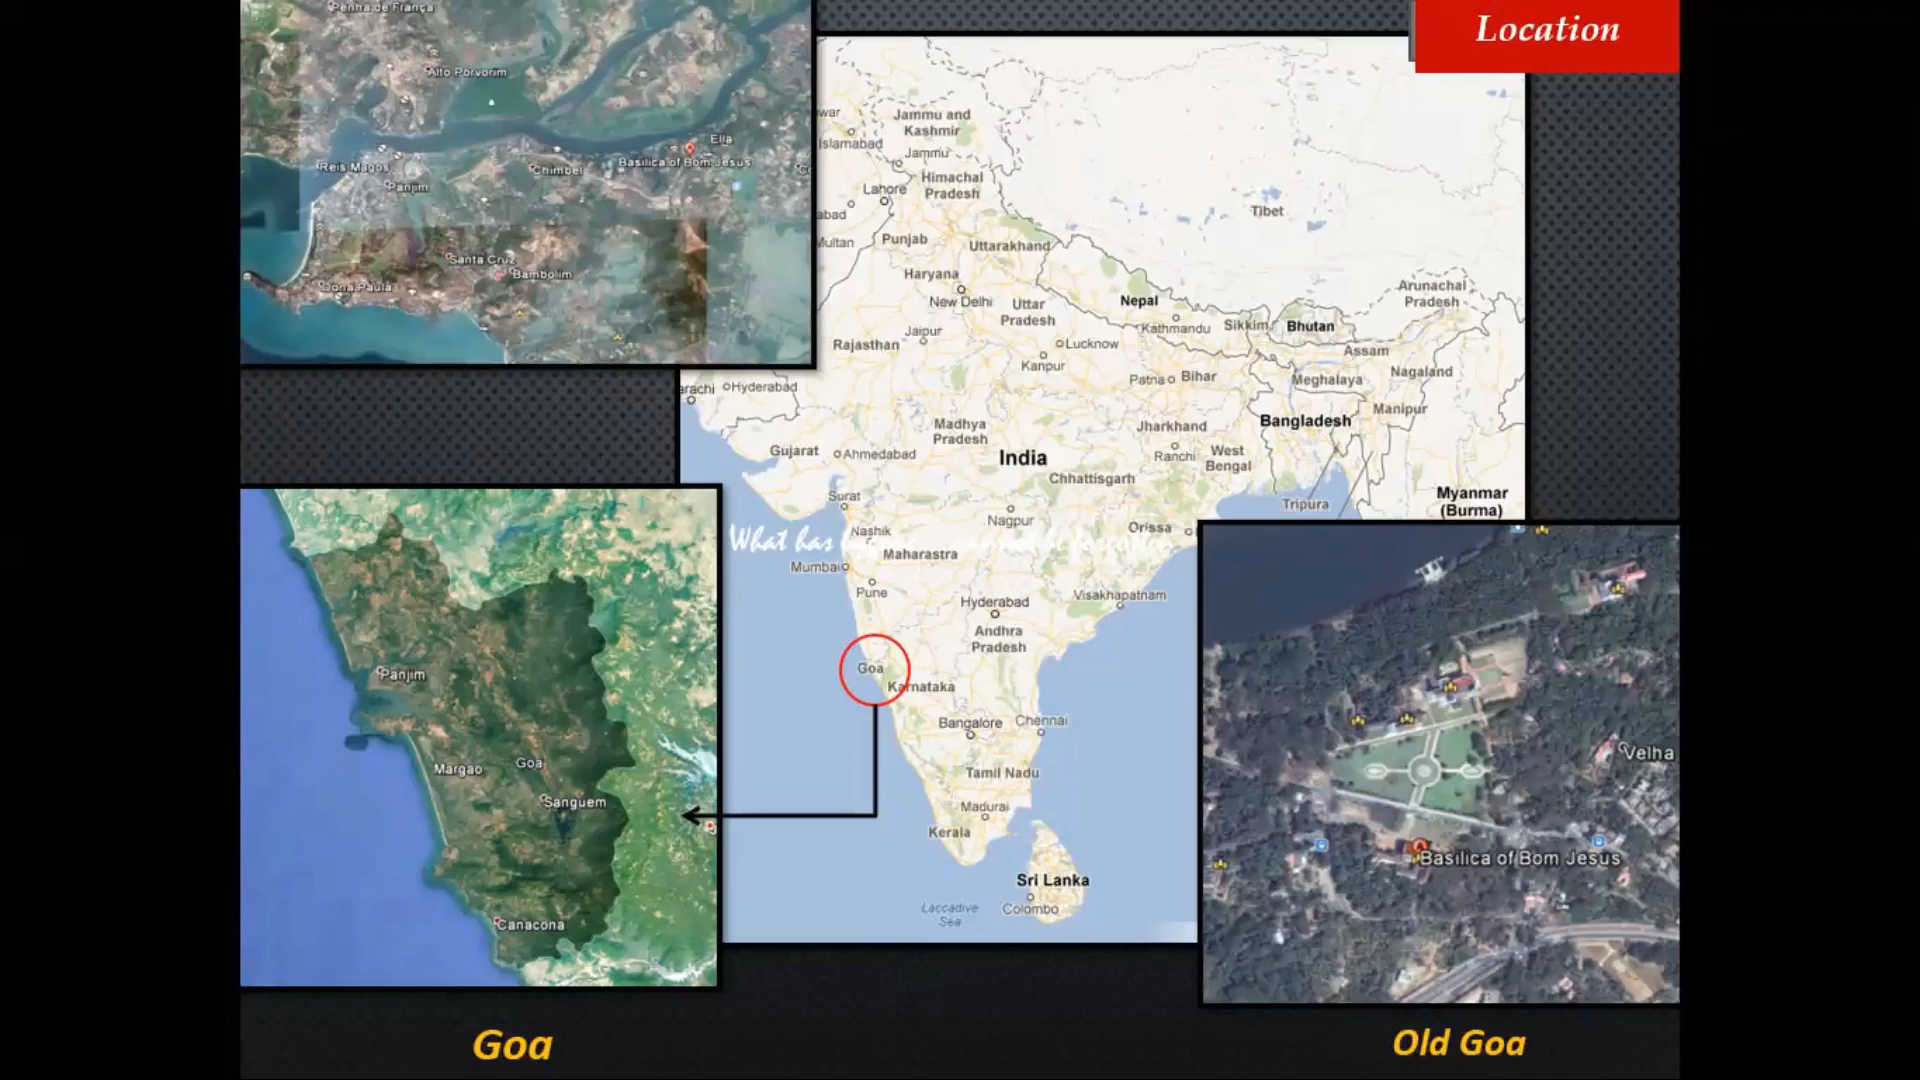 Location
Penha de França
Alto Porvorim
Ella
Reis Magos
Basilica of Bom Jesus
Chimbel
Panjim
Santa Cruz
Bambolim
Dona Paula
Jammu and
Kashmir
Islamabad
Jammu
Himachal
Pradesh
Lahore
Tibet
Multan
Punjab
Uttarakhand
Haryana
New Delhi
Uttar
Pradesh
Nepal
Kathmandu
Sikkim
Bhutan
Arunachal
Pradesh
Jaipur
Rajasthan
Lucknow
Kanpur
Assam
Patna
Bihar
Meghalaya
Nagaland
Hyderabad
Manipur
Bangladesh
Madhya
Pradesh
Jharkhand
Ranchi
West
Bengal
Gujarat
Ahmedabad
India
Chhattisgarh
Surat
Nagpur
Tripura
Myanmar
(Burma)
Nashik
Orissa
What has
Maharastra
Mumbai
Pune
Hyderabad
Visakhapatnam
Andhra
Pradesh
Goa
Karnataka
Bangalore
Chennai
Tamil Nadu
Madurai
Kerala
Sri Lanka
Colombo
Laccadive
Sea
Panjim
Margao
Goa
Sanguem
Canacona
Velha
Basilica of Bom Jesus
Goa
Old Goa